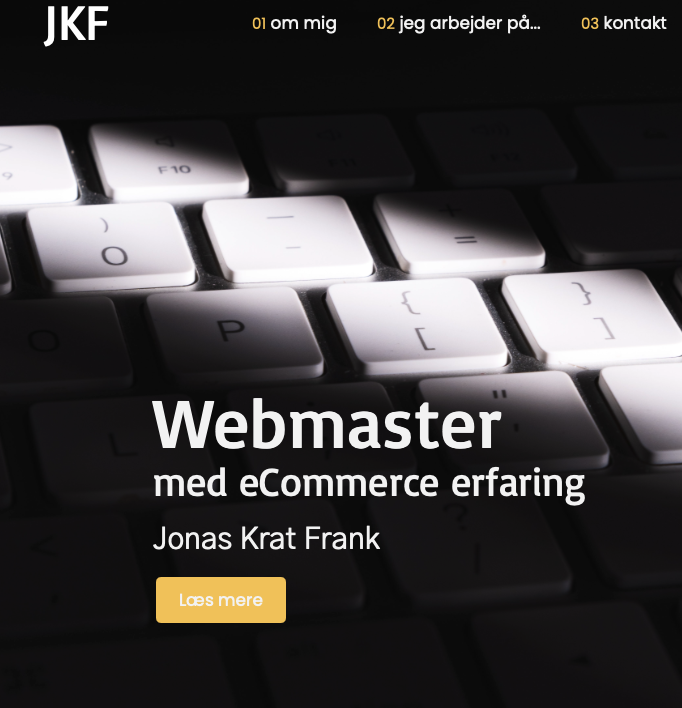 JKF
01 om mig
02 jeg arbejder på...
03 kontakt
F10
)
O
=
P
{
[
}
]
"
Webmaster
med eCommerce erfaring
Jonas Krat Frank
Læs mere